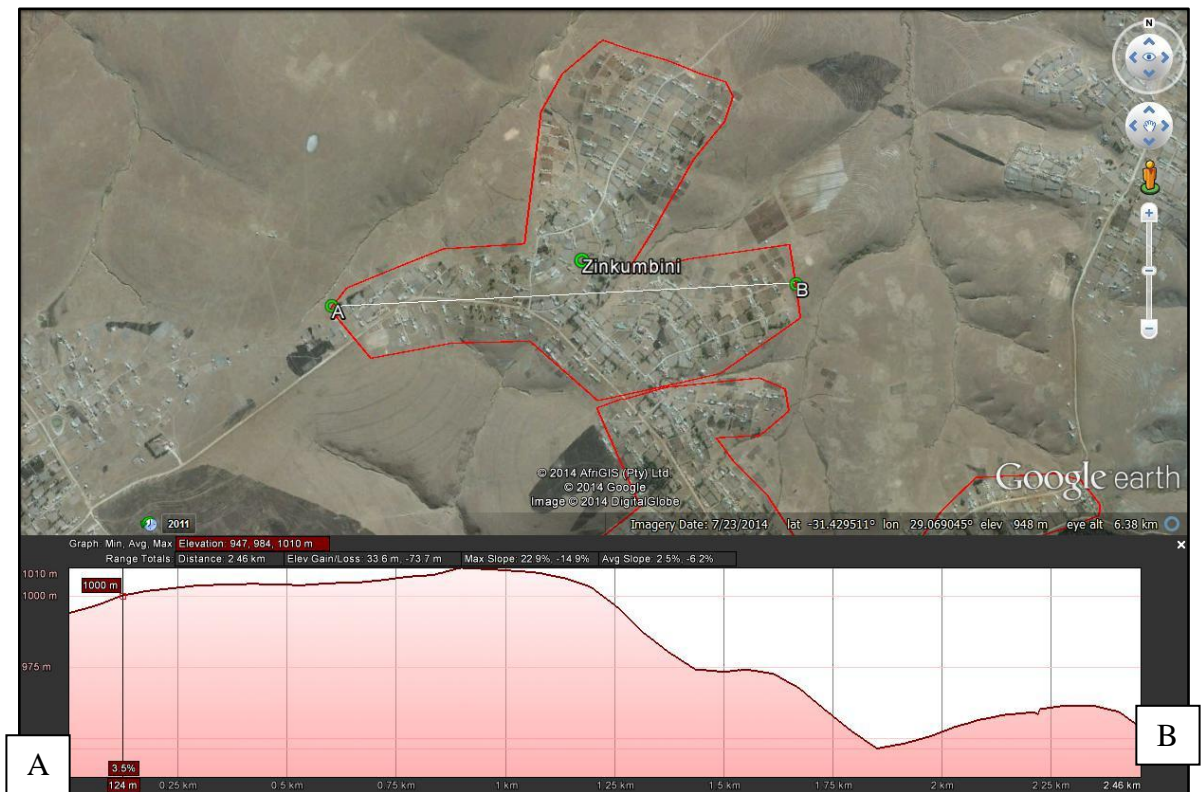 N
Zinkumbini
A
B
© 2014 AfriGIS (Pty) Ltd
© 2014 Google
Image © 2014 DigitalGlobe
Google earth
2011
Imagery Date: 7/23/2014 lat -31.429511° lon 29.069045° elev 948 m eye alt 6.38 km
Graph: Min, Avg, Max Elevation: 947, 984, 1010 m
Range Totals: Distance: 2.46 km Elev Gain/Loss: 33.6 m, -73.7 m Max Slope: 22.9%, -14.9% Avg Slope: 2.5%, -6.2%
1010 m
1000 m
1000 m
975 m
A
B
3.5%
124 m 0.25 km 0.5 km 0.75 km 1 km 1.25 km 1.5 km 1.75 km 2 km 2.25 km 2.46 km